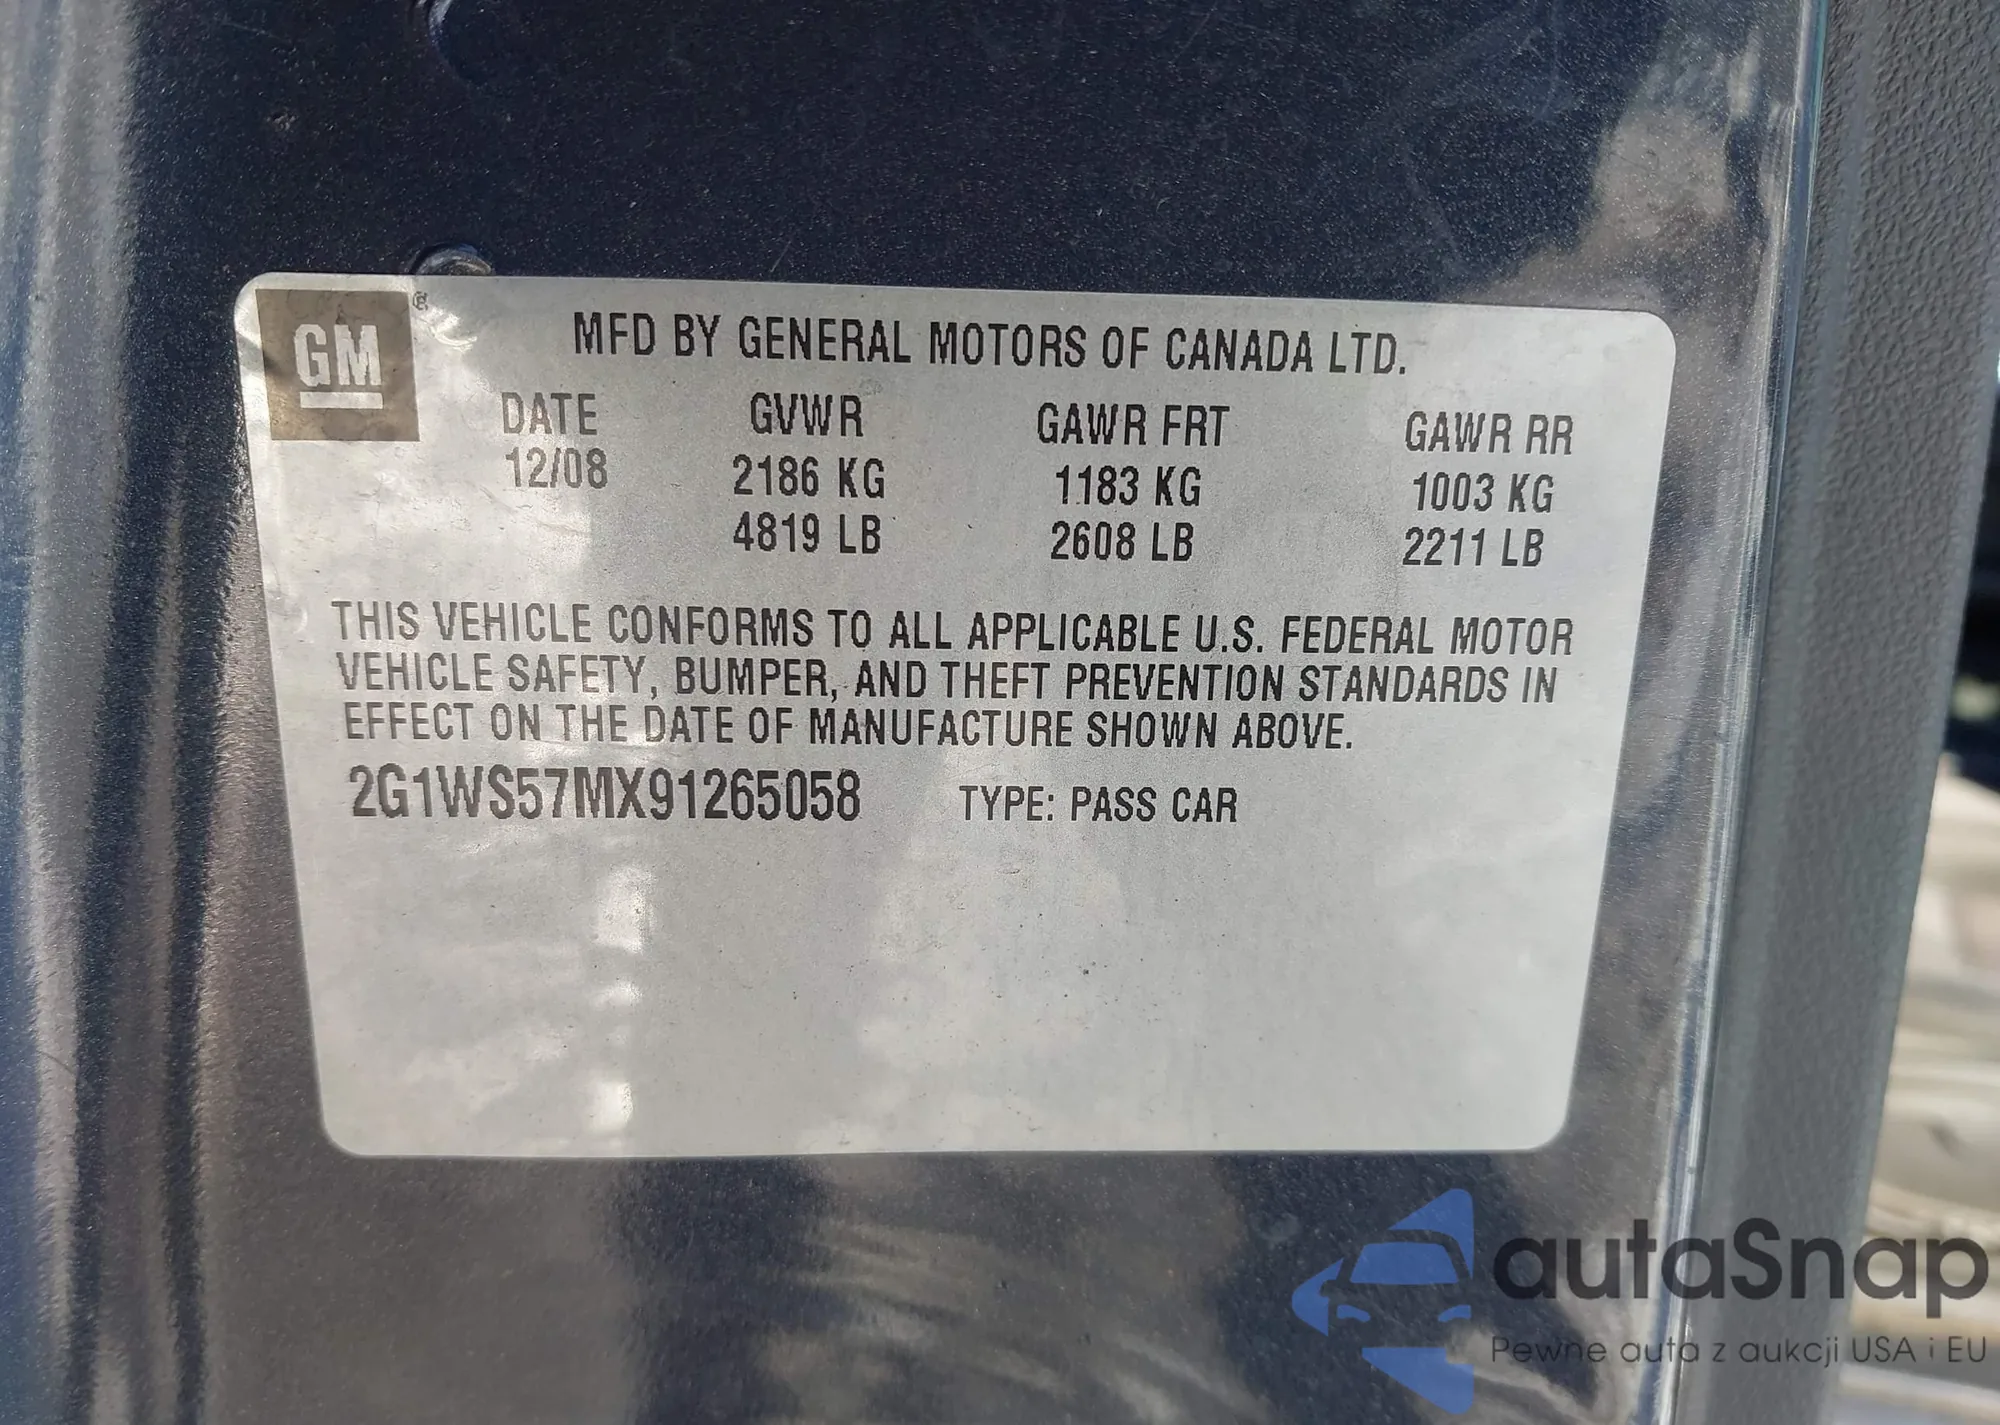 GM ®
MFD BY GENERAL MOTORS OF CANADA LTD.
DATE GVWR GAWR FRT GAWR RR
12/08 2186 KG 1183 KG 1003 KG
4819 LB 2608 LB 2211 LB
THIS VEHICLE CONFORMS TO ALL APPLICABLE U.S. FEDERAL MOTOR
VEHICLE SAFETY, BUMPER, AND THEFT PREVENTION STANDARDS IN
EFFECT ON THE DATE OF MANUFACTURE SHOWN ABOVE.
2G1WS57MX91265058 TYPE: PASS CAR
autaSnap
Pewne auta z aukcji USA i EU